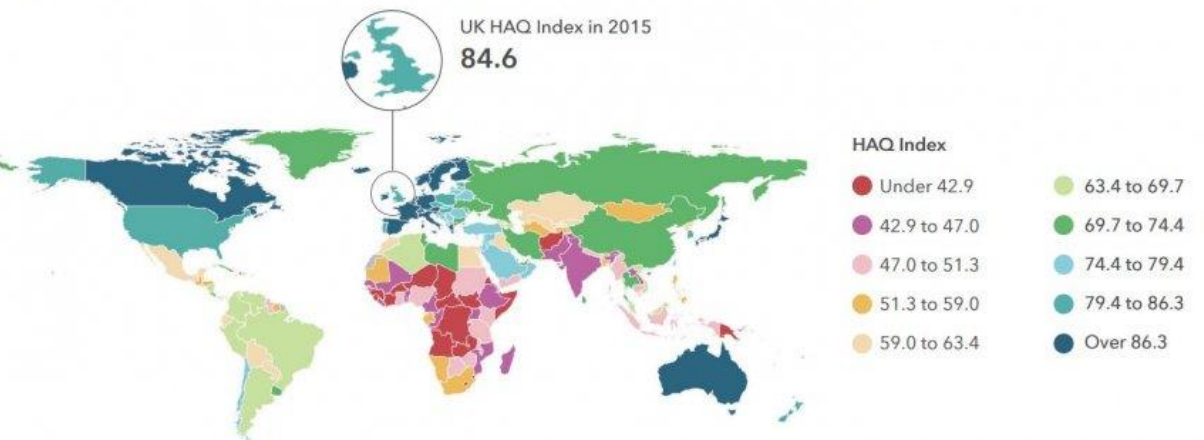 UK HAQ Index in 2015
84.6
HAQ Index
Under 42.9
42.9 to 47.0
47.0 to 51.3
51.3 to 59.0
59.0 to 63.4
63.4 to 69.7
69.7 to 74.4
74.4 to 79.4
79.4 to 86.3
Over 86.3